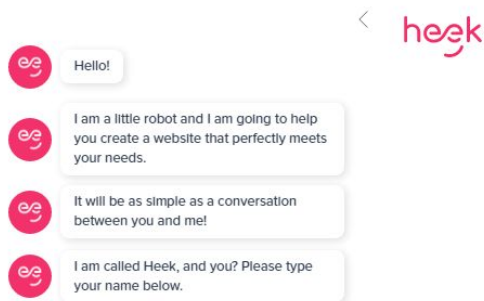 heek
Hello!
I am a little robot and I am going to help
you create a website that perfectly meets
your needs.
It will be as simple as a conversation
between you and me!
I am called Heek, and you? Please type
your name below.